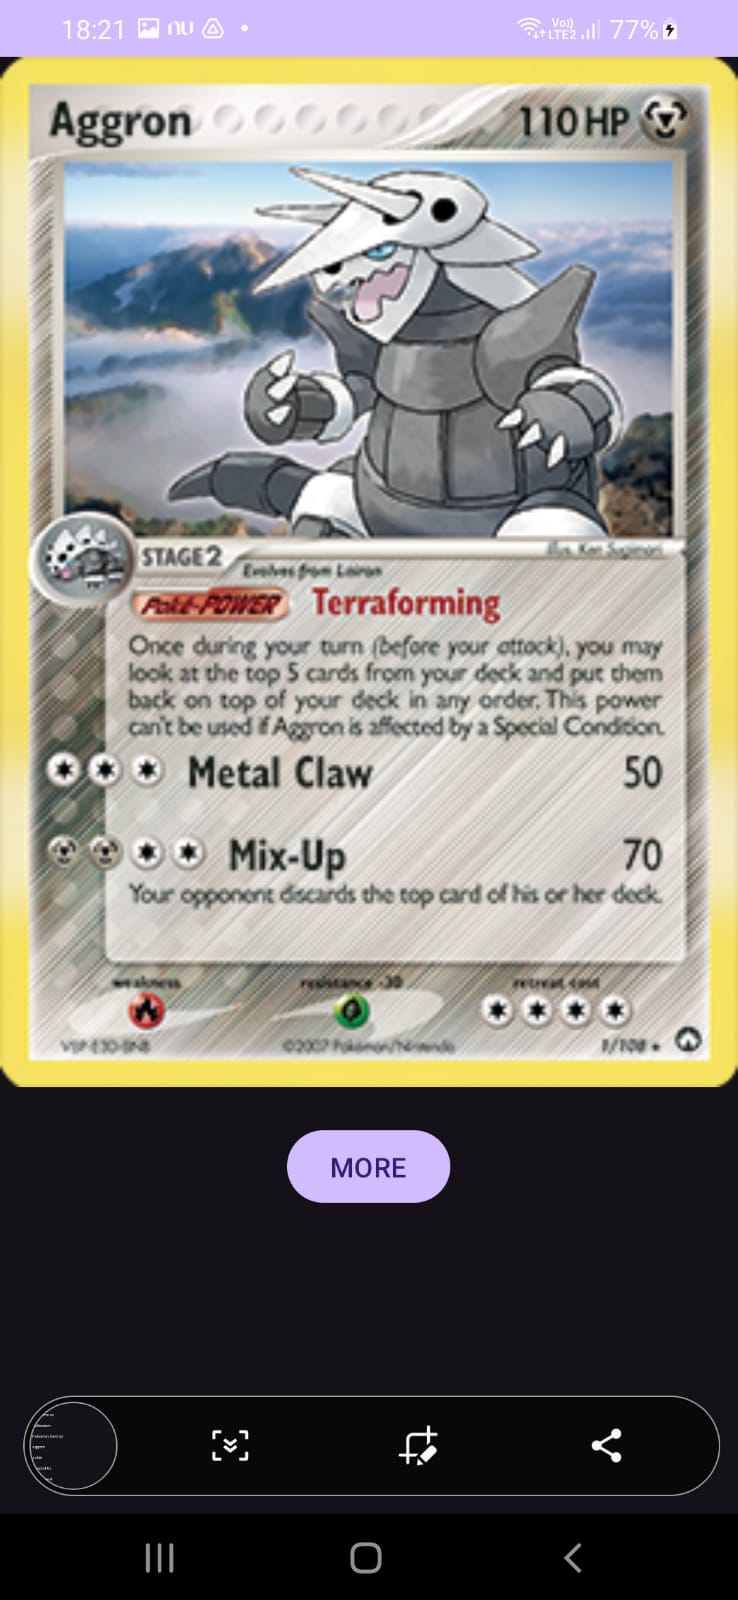 18:21
Vo)) LTE2 77%
Aggron 110 HP
STAGE 2
illus. Ken Sugimori
Evolves from Lairon
Poké-POWER Terraforming
Once during your turn (before your attack), you may
look at the top 5 cards from your deck and put them
back on top of your deck in any order. This power
can't be used if Aggron is affected by a Special Condition.
Metal Claw 50
Mix-Up 70
Your opponent discards the top card of his or her deck.
weakness resistance -30 retreat cost
©2007 Pokémon/Nintendo 1/108
MORE